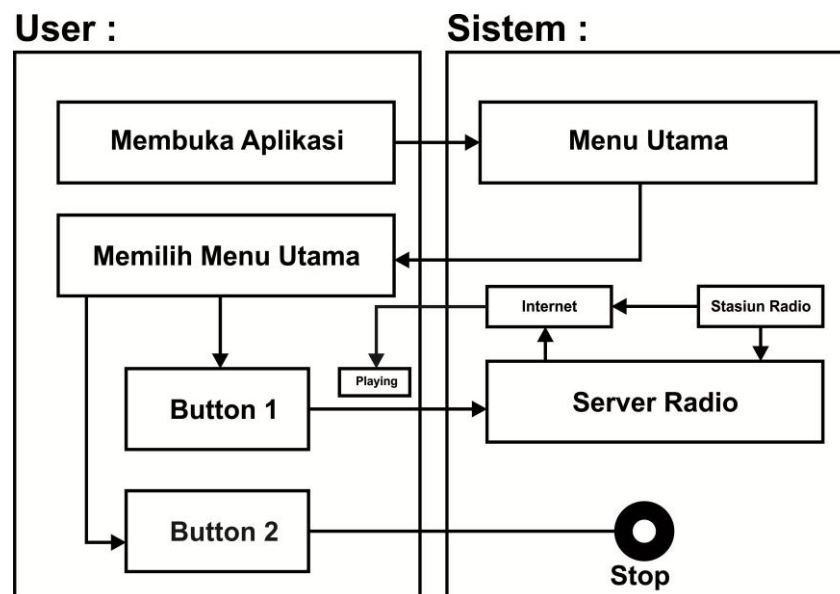 User :
Sistem :
Membuka Aplikasi
Menu Utama
Memilih Menu Utama
Internet
Stasiun Radio
Playing
Button 1
Server Radio
Button 2
Stop